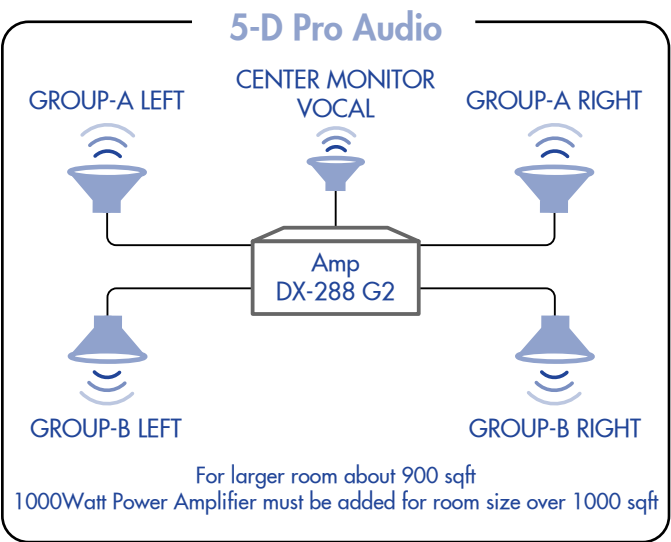 5-D Pro Audio
CENTER MONITOR
VOCAL
GROUP-A LEFT
GROUP-A RIGHT
Amp
DX-288 G2
GROUP-B LEFT
GROUP-B RIGHT
For larger room about 900 sqft
1000Watt Power Amplifier must be added for room size over 1000 sqft